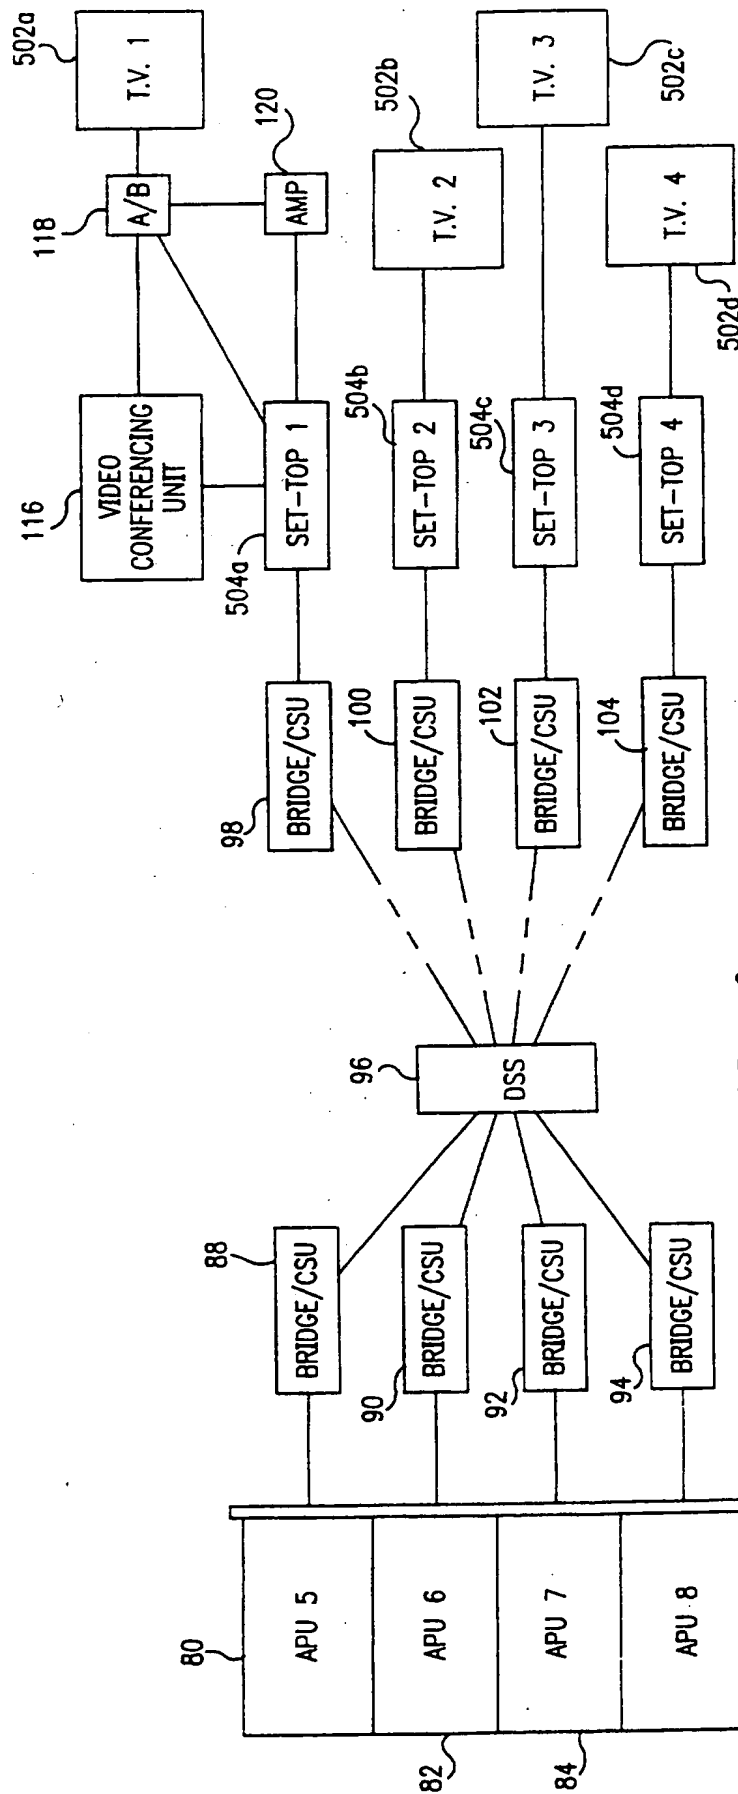 80
APU 5
APU 6
APU 7
APU 8
82
84
88
BRIDGE/CSU
90
BRIDGE/CSU
92
BRIDGE/CSU
94
BRIDGE/CSU
96
DSS
98
BRIDGE/CSU
100
BRIDGE/CSU
102
BRIDGE/CSU
104
BRIDGE/CSU
116
VIDEO
CONFERENCING
UNIT
504a
SET-TOP 1
504b
SET-TOP 2
504c
SET-TOP 3
504d
SET-TOP 4
118
A/B
120
AMP
502a
T.V. 1
502b
T.V. 2
T.V. 3
502c
T.V. 4
502d